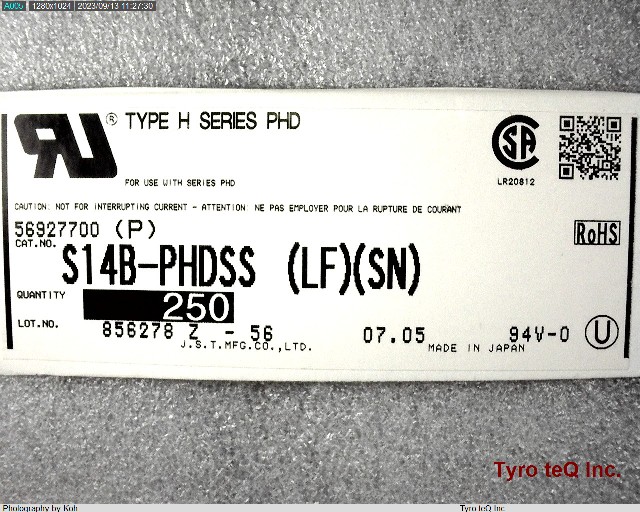 A005 1280x1024 2023/09/13 11:27:30
® TYPE H SERIES PHD
FOR USE WITH SERIES PHD
LR20812
CAUTION: NOT FOR INTERRUPTING CURRENT - ATTENTION: NE PAS EMPLOYER POUR LA RUPTURE DE COURANT
56927700 (P)
RoHS
CAT.NO.
S14B-PHDSS (LF)(SN)
QUANTITY 250
LOT.NO. 856278 Z - 56 07.05 94V-0 U
J.S.T.MFG.CO.,LTD. MADE IN JAPAN
Tyro teQ Inc.
Photography by Koh Tyro teQ Inc